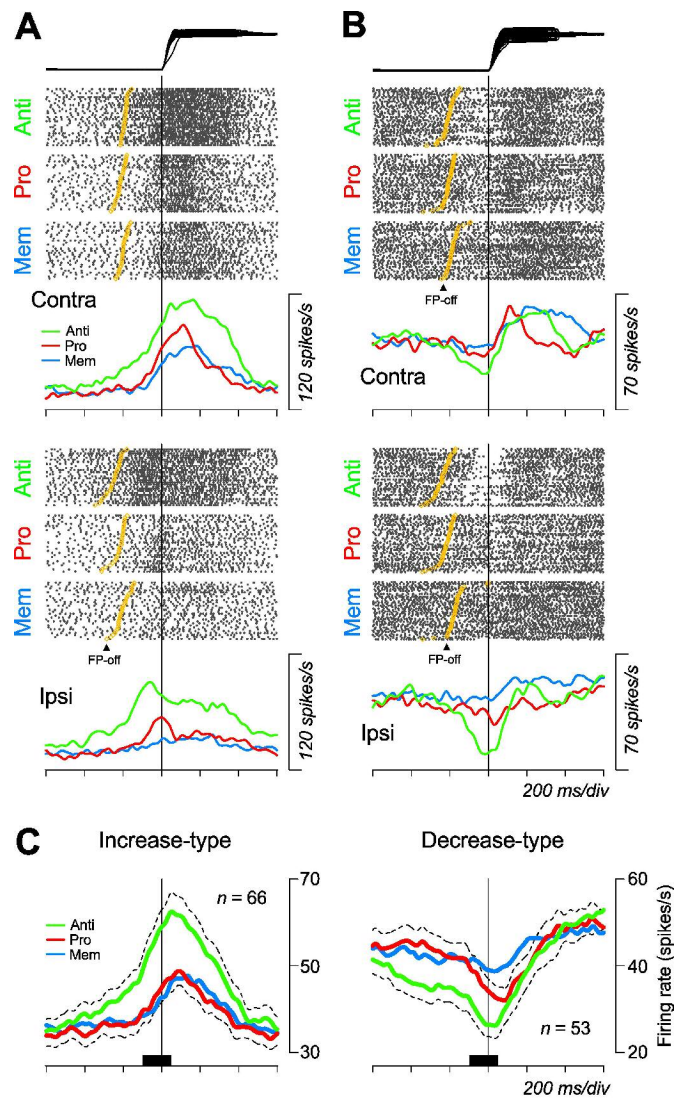 A
B
Anti
Pro
Mem
Anti
Pro
Mem
FP-off
Contra
Anti
Pro
Mem
120 spikes/s
Contra
70 spikes/s
Anti
Pro
Mem
FP-off
Anti
Pro
Mem
FP-off
Ipsi
120 spikes/s
Ipsi
70 spikes/s
200 ms/div
C
Increase-type
Decrease-type
Anti
Pro
Mem
n = 66
70
50
30
n = 53
60
40
20
Firing rate (spikes/s)
200 ms/div